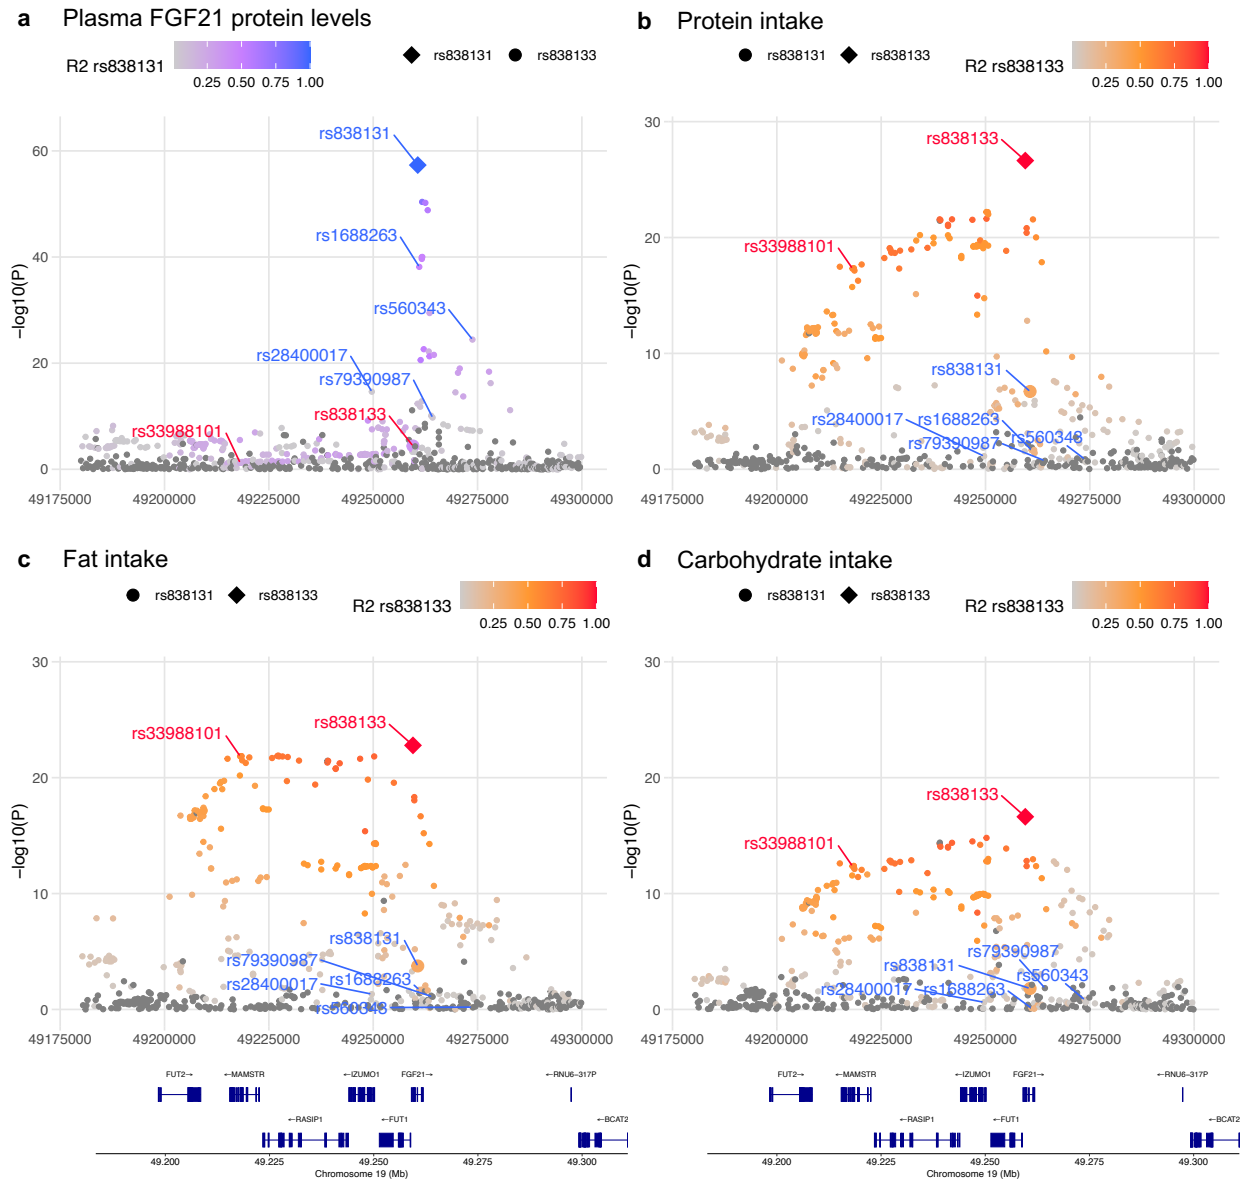 a Plasma FGF21 protein levels
R2 rs838131
0.25 0.50 0.75 1.00
rs838131 rs838133
−log10(P)
60
40
20
0
rs838131
rs1688263
rs560343
rs28400017
rs79390987
rs838133
rs33988101
49175000 49200000 49225000 49250000 49275000 49300000
b Protein intake
rs838131 rs838133
R2 rs838133
0.25 0.50 0.75 1.00
−log10(P)
30
20
10
0
rs838133
rs33988101
rs838131
rs28400017 rs1688263
rs79390987 rs560343
49175000 49200000 49225000 49250000 49275000 49300000
c Fat intake
rs838131 rs838133
R2 rs838133
0.25 0.50 0.75 1.00
−log10(P)
30
20
10
0
rs838133
rs33988101
rs838131
rs79390987
rs28400017 rs1688263
rs560343
49175000 49200000 49225000 49250000 49275000 49300000
d Carbohydrate intake
rs838131 rs838133
R2 rs838133
0.25 0.50 0.75 1.00
−log10(P)
30
20
10
0
rs838133
rs33988101
rs79390987
rs838131 rs560343
rs28400017 rs1688263
49175000 49200000 49225000 49250000 49275000 49300000
FUT2→ ←MAMSTR ←IZUMO1 FGF21→ ←RNU6−317P
←RASIP1 ←FUT1 ←BCAT2
49.200 49.225 49.250 49.275 49.300
Chromosome 19 (Mb)
FUT2→ ←MAMSTR ←IZUMO1 FGF21→ ←RNU6−317P
←RASIP1 ←FUT1 ←BCAT2
49.200 49.225 49.250 49.275 49.300
Chromosome 19 (Mb)